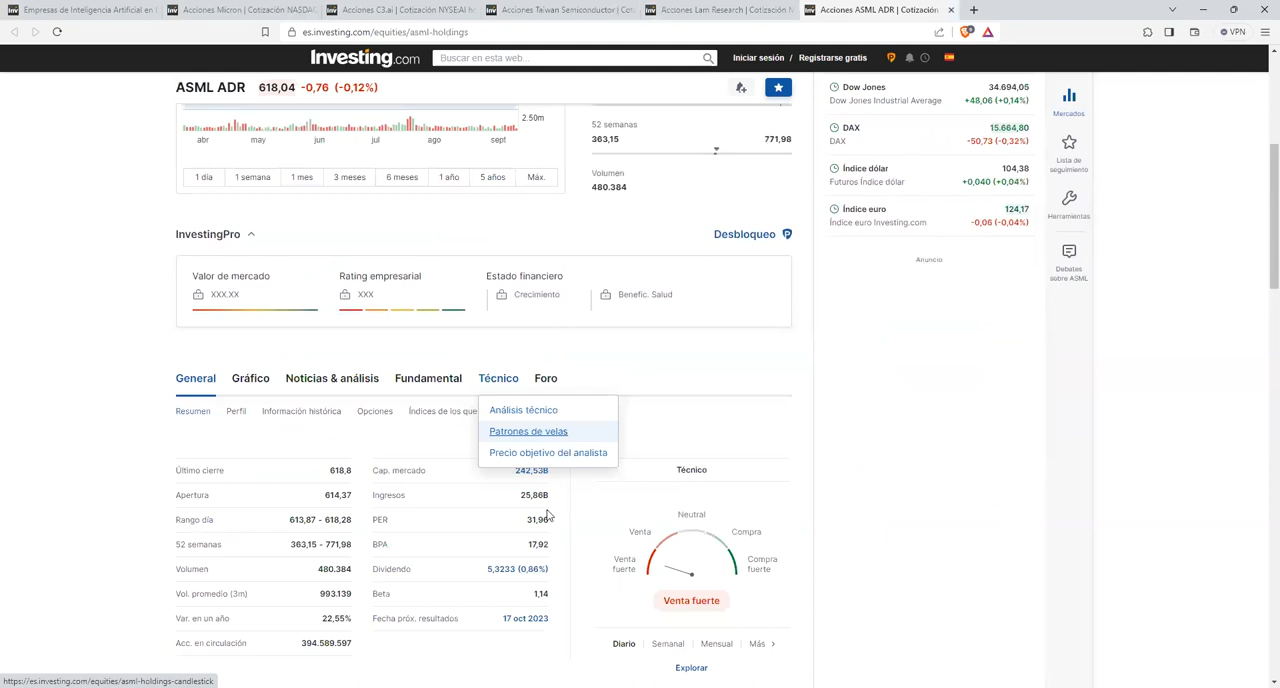 Empresas de Inteligencia Artificial en
Acciones Micron | Cotización NASDAQ
Acciones C3.ai | Cotización NYSE:AI h
Acciones Taiwan Semiconductor | Cot
Acciones Lam Research | Cotización N
Acciones ASML ADR | Cotización
es.investing.com/equities/asml-holdings
VPN
Investing.com
Buscar en esta web...
Iniciar sesión / Registrarse gratis
ASML ADR 618,04 -0,76 (-0,12%)
2.50m
abr may jun jul ago sept
1 día 1 semana 1 mes 3 meses 6 meses 1 año 5 años Máx.
52 semanas
363,15 771,98
Volumen
480.384
InvestingPro
Desbloqueo
Valor de mercado
XXX.XX
Rating empresarial
XXX
Estado financiero
Crecimiento
Benefic. Salud
General Gráfico Noticias & análisis Fundamental Técnico Foro
Resumen Perfil Información histórica Opciones Índices de los que
Análisis técnico
Patrones de velas
Precio objetivo del analista
Último cierre 618,8
Apertura 614,37
Rango día 613,87 - 618,28
52 semanas 363,15 - 771,98
Volumen 480.384
Vol. promedio (3m) 993.139
Var. en un año 22,55%
Acc. en circulación 394.589.597
Cap. mercado 242,53B
Ingresos 25,86B
PER 31,96
BPA 17,92
Dividendo 5,3233 (0,86%)
Beta 1,14
Fecha próx. resultados 17 oct 2023
Técnico
Neutral
Venta Compra
Venta fuerte
Compra fuerte
Venta fuerte
Diario Semanal Mensual Más
Explorar
Dow Jones 34.694,05
Dow Jones Industrial Average +48,06 (+0,14%)
DAX 15.664,80
DAX -50,73 (-0,32%)
Índice dólar 104,38
Futuros Índice dólar +0,040 (+0,04%)
Índice euro 124,17
Índice euro Investing.com -0,06 (-0,04%)
Anuncio
Mercados
Lista de
seguimiento
Herramientas
Debates
sobre ASML
https://es.investing.com/equities/asml-holdings-candlestick